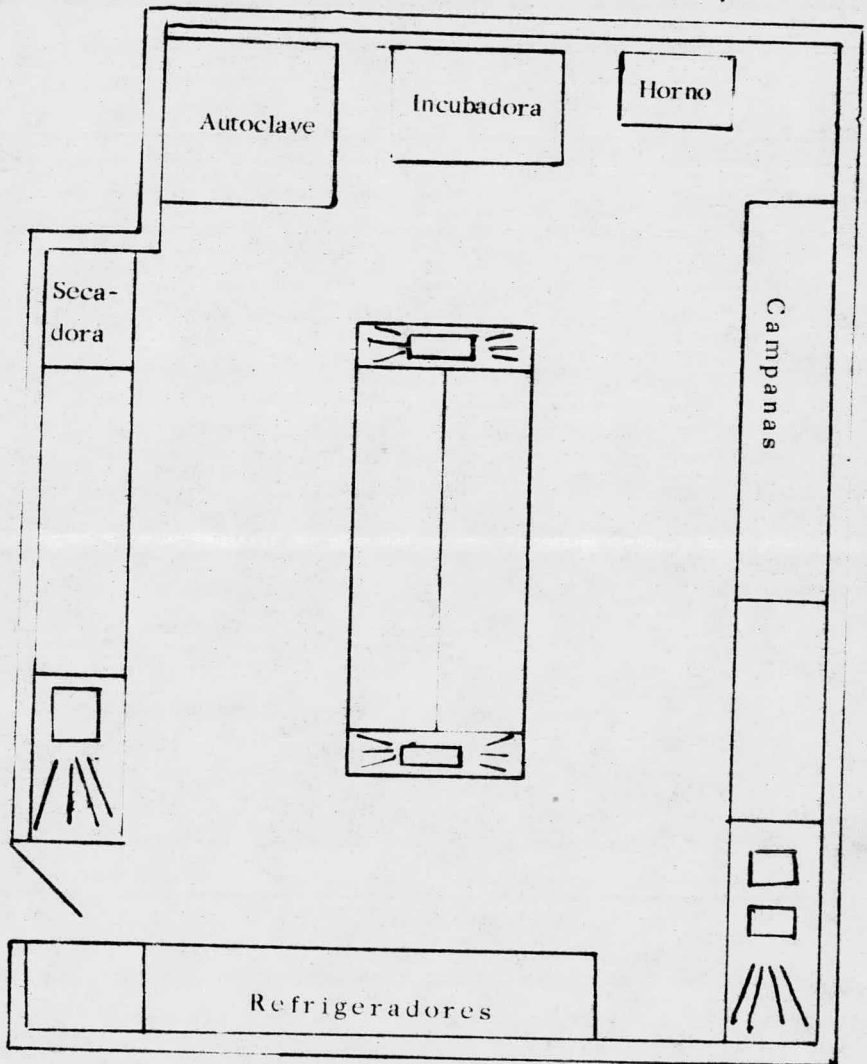 Autoclave
Incubadora
Horno
Seca-
dora
Campanas
Refrigeradores